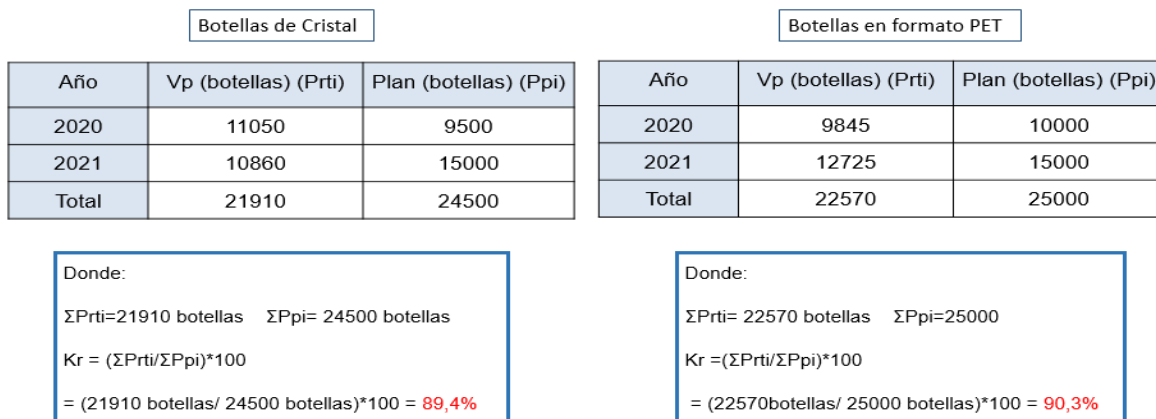 Botellas de Cristal
Año Vp (botellas) (Prti) Plan (botellas) (Ppi)
2020 11050 9500
2021 10860 15000
Total 21910 24500
Donde:
ΣPrti=21910 botellas ΣPpi= 24500 botellas
Kr = (ΣPrti/ΣPpi)*100
= (21910 botellas/ 24500 botellas)*100 = 89,4%
Botellas en formato PET
Año Vp (botellas) (Prti) Plan (botellas) (Ppi)
2020 9845 10000
2021 12725 15000
Total 22570 25000
Donde:
ΣPrti= 22570 botellas ΣPpi=25000
Kr =(ΣPrti/ΣPpi)*100
= (22570botellas/ 25000 botellas)*100 = 90,3%